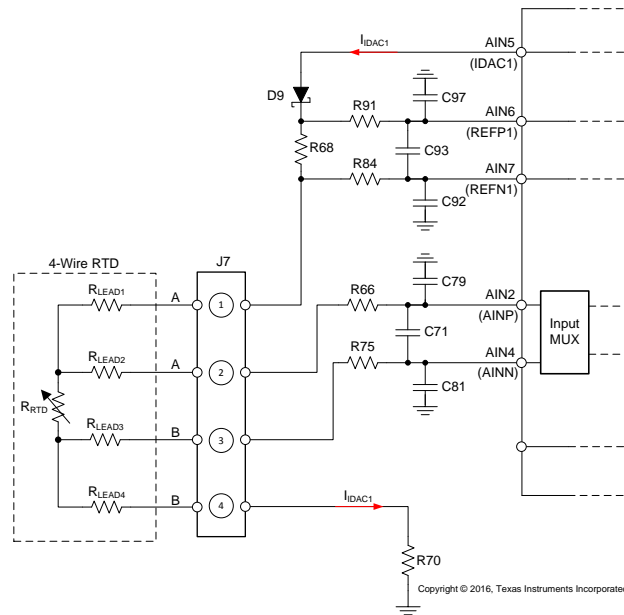 IIDAC1
AIN5
(IDAC1)
D9
C97
R91
AIN6
(REFP1)
R68
C93
R84
AIN7
(REFN1)
C92
4-Wire RTD
J7
C79
RLEAD1
A
1
R66
AIN2
(AINP)
C71
Input
MUX
RLEAD2
A
2
R75
AIN4
(AINN)
C81
RRTD
RLEAD3
B
3
RLEAD4
B
4
IIDAC1
R70
Copyright © 2016, Texas Instruments Incorporated